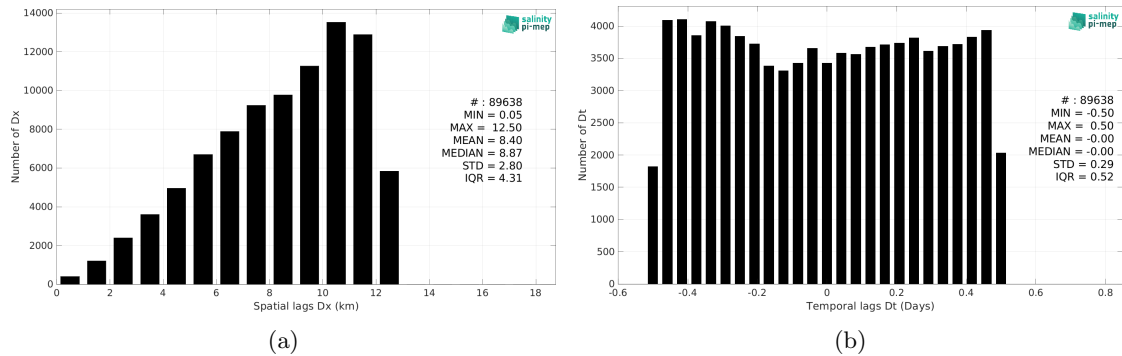 14000
12000
10000
8000
6000
4000
2000
0
Number of Dx
0 2 4 6 8 10 12 14 16 18
Spatial lags Dx (km)
salinity
pi-mep
# : 89638
MIN = 0.05
MAX = 12.50
MEAN = 8.40
MEDIAN = 8.87
STD = 2.80
IQR = 4.31
(a)
4000
3500
3000
2500
2000
1500
1000
500
0
Number of Dt
-0.6 -0.4 -0.2 0 0.2 0.4 0.6 0.8
Temporal lags Dt (Days)
salinity
pi-mep
# : 89638
MIN = -0.50
MAX = 0.50
MEAN = -0.00
MEDIAN = -0.00
STD = 0.29
IQR = 0.52
(b)